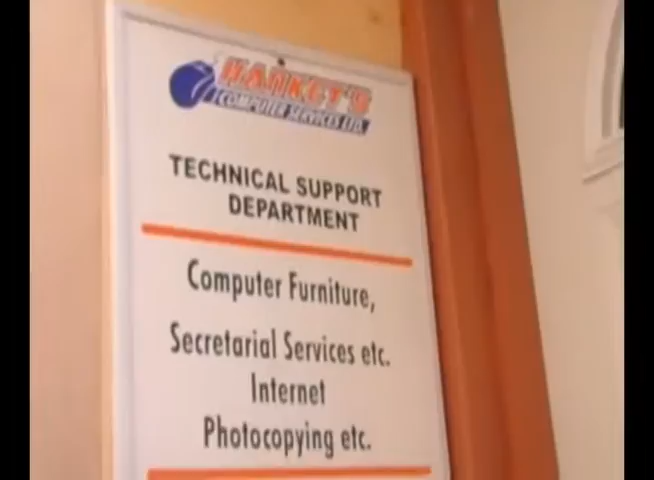 HANKEY'S
COMPUTER SERVICES LTD.
TECHNICAL SUPPORT
DEPARTMENT
Computer Furniture,
Secretarial Services etc.
Internet
Photocopying etc.